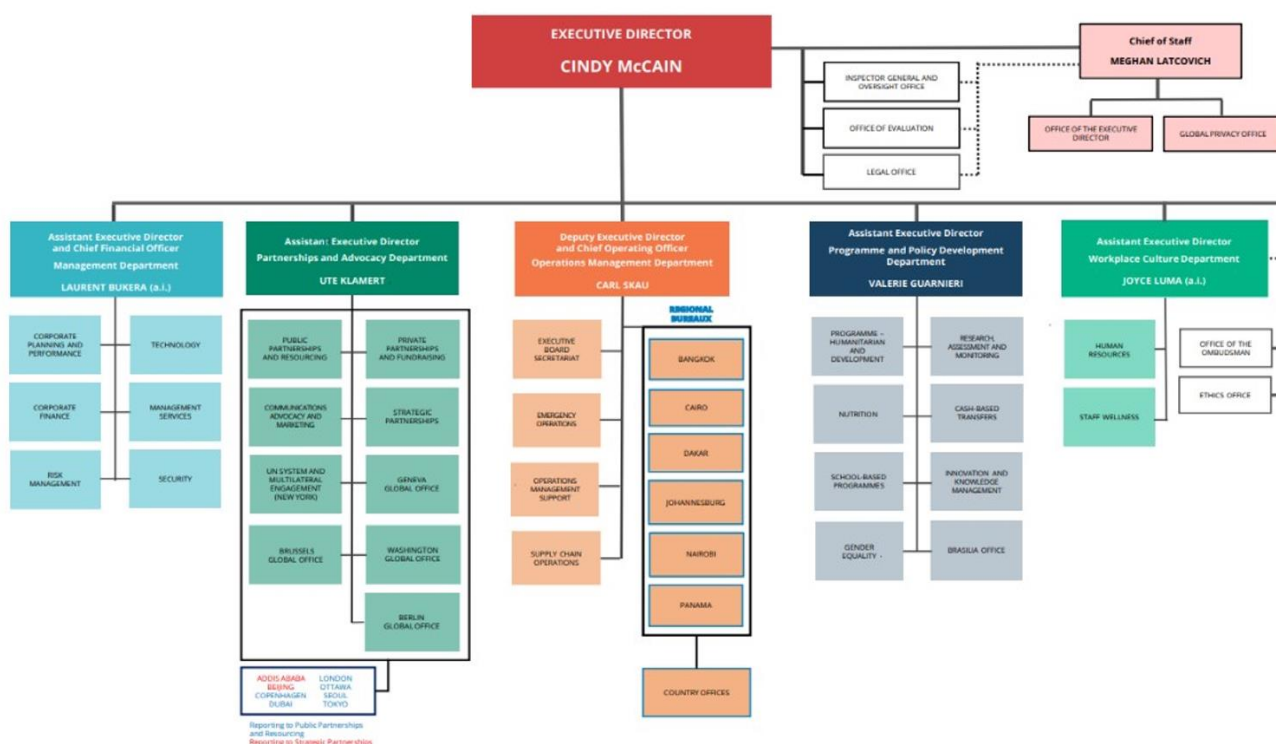 EXECUTIVE DIRECTOR
CINDY McCAIN
Chief of Staff
MEGHAN LATCOVICH
INSPECTOR GENERAL AND
OVERSIGHT OFFICE
OFFICE OF EVALUATION
LEGAL OFFICE
OFFICE OF THE EXECUTIVE
DIRECTOR
GLOBAL PRIVACY OFFICE
Assistant Executive Director
and Chief Financial Officer
Management Department
LAURENT BUKERA (a.i.)
CORPORATE
PLANNING AND
PERFORMANCE
TECHNOLOGY
CORPORATE
FINANCE
MANAGEMENT
SERVICES
RISK
MANAGEMENT
SECURITY
Assistant Executive Director
Partnerships and Advocacy Department
UTE KLAMERT
PUBLIC
PARTNERSHIPS
AND RESOURCING
PRIVATE
PARTNERSHIPS
AND FUNDRAISING
COMMUNICATIONS
ADVOCACY AND
MARKETING
STRATEGIC
PARTNERSHIPS
UN SYSTEM AND
MULTILATERAL
ENGAGEMENT
(NEW YORK)
GENEVA
GLOBAL OFFICE
BRUSSELS
GLOBAL OFFICE
WASHINGTON
GLOBAL OFFICE
BERLIN
GLOBAL OFFICE
ADDIS ABABA
BEIJING
COPENHAGEN
DUBAI
LONDON
OTTAWA
SEOUL
TOKYO
Reporting to Public Partnerships
and Resourcing
Reporting to Strategic Partnerships
Deputy Executive Director
and Chief Operating Officer
Operations Management Department
CARL SKAU
EXECUTIVE
BOARD
SECRETARIAT
EMERGENCY
OPERATIONS
OPERATIONS
MANAGEMENT
SUPPORT
SUPPLY CHAIN
OPERATIONS
REGIONAL
BUREAUX
BANGKOK
CAIRO
DAKAR
JOHANNESBURG
NAIROBI
PANAMA
COUNTRY OFFICES
Assistant Executive Director
Programme and Policy Development
Department
VALERIE GUARNIERI
PROGRAMME –
HUMANITARIAN
AND
DEVELOPMENT
RESEARCH,
ASSESSMENT AND
MONITORING
NUTRITION
CASH-BASED
TRANSFERS
SCHOOL-BASED
PROGRAMMES
INNOVATION AND
KNOWLEDGE
MANAGEMENT
GENDER
EQUALITY -
BRASILIA OFFICE
Assistant Executive Director
Workplace Culture Department
JOYCE LUMA (a.i.)
HUMAN
RESOURCES
STAFF WELLNESS
OFFICE OF THE
OMBUDSMAN
ETHICS OFFICE